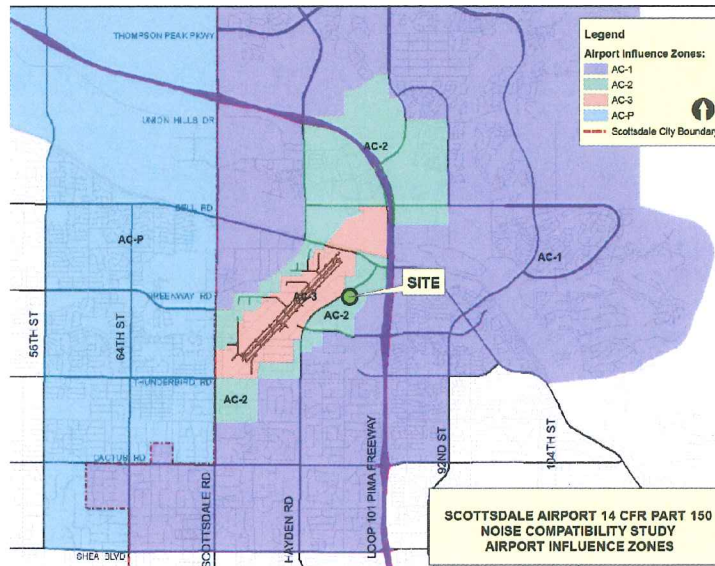 THOMPSON PEAK PKWY
Legend
Airport Influence Zones:
AC-1
AC-2
AC-3
AC-P
Scottsdale City Boundary
UNION HILLS DR
AC-2
BELL RD
AC-P
AC-1
SITE
GREENWAY RD
AC-3
AC-2
56TH ST
64TH ST
THUNDERBIRD RD
AC-2
CACTUS RD
SCOTTSDALE RD
HAYDEN RD
LOOP 101 PIMA FREEWAY
92ND ST
104TH ST
SHEA BLVD
SCOTTSDALE AIRPORT 14 CFR PART 150
NOISE COMPATIBILITY STUDY
AIRPORT INFLUENCE ZONES